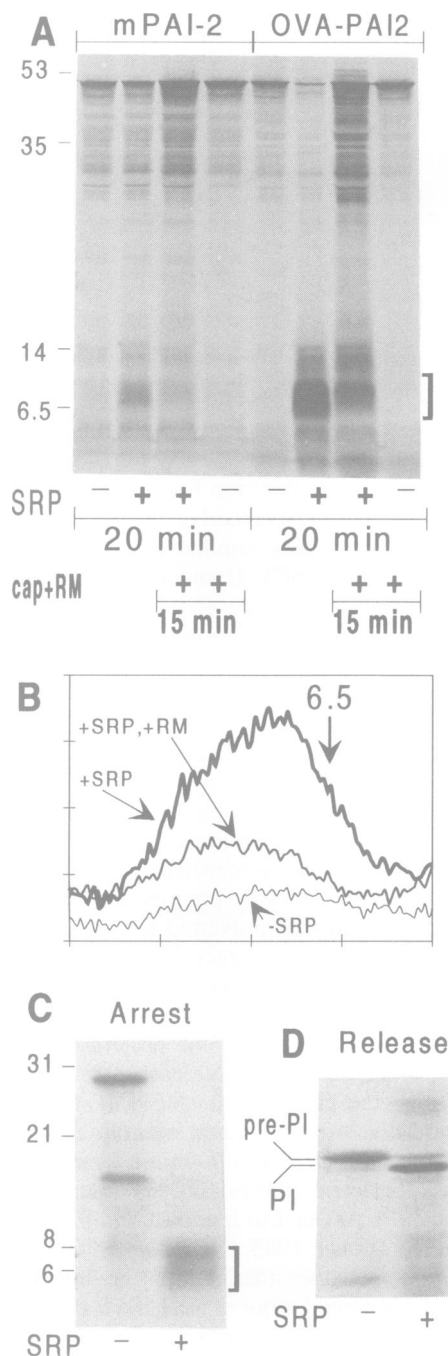 A mPAI-2 OVA-PAI2
53
35
14
6.5
SRP − + + − − + + −
20 min 20 min
cap+RM + + + +
15 min 15 min
B
6.5
+SRP,+RM
+SRP
-SRP
C Arrest
31
21
8
6
SRP − +
D Release
pre-PI
PI
SRP − +